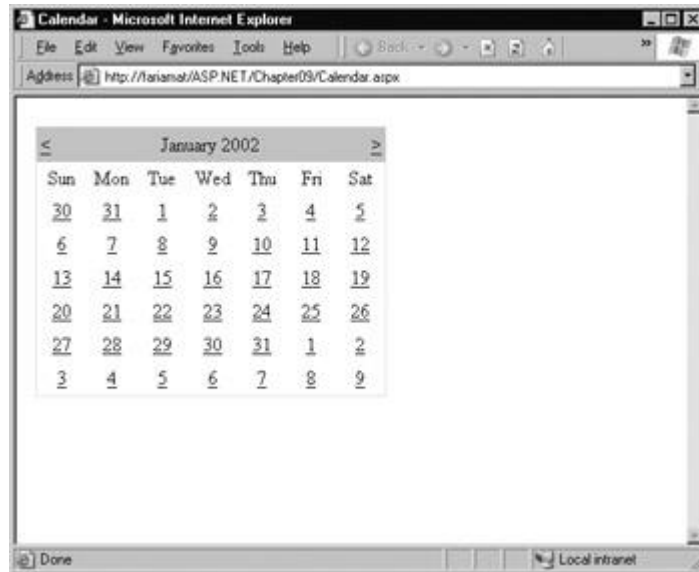 Calendar - Microsoft Internet Explorer
File Edit View Favorites Tools Help Back »
Address http://fariamat/ASP.NET/Chapter09/Calendar.aspx
< January 2002 >
Sun Mon Tue Wed Thu Fri Sat
30 31 1 2 3 4 5
6 7 8 9 10 11 12
13 14 15 16 17 18 19
20 21 22 23 24 25 26
27 28 29 30 31 1 2
3 4 5 6 7 8 9
Done Local intranet